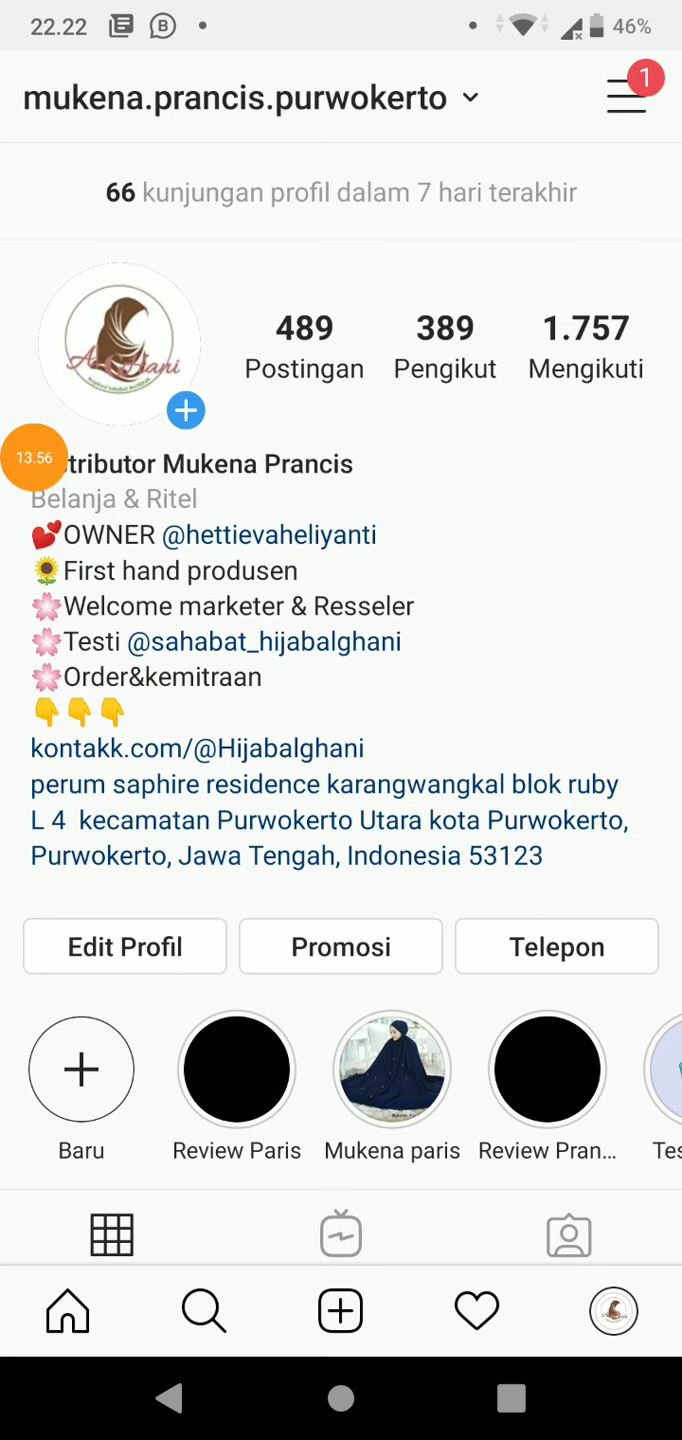 22.22
46%
mukena.prancis.purwokerto
1
66 kunjungan profil dalam 7 hari terakhir
489 389 1.757
Postingan Pengikut Mengikuti
Al Ghani
13.56
tributor Mukena Prancis
Belanja & Ritel
💕OWNER @hettievaheliyanti
🌻First hand produsen
🌸Welcome marketer & Resseler
🌸Testi @sahabat_hijabalghani
🌸Order&kemitraan
👇👇👇
kontakk.com/@Hijabalghani
perum saphire residence karangwangkal blok ruby
L 4 kecamatan Purwokerto Utara kota Purwokerto,
Purwokerto, Jawa Tengah, Indonesia 53123
Edit Profil Promosi Telepon
Baru Review Paris Mukena paris Review Pran... Tes